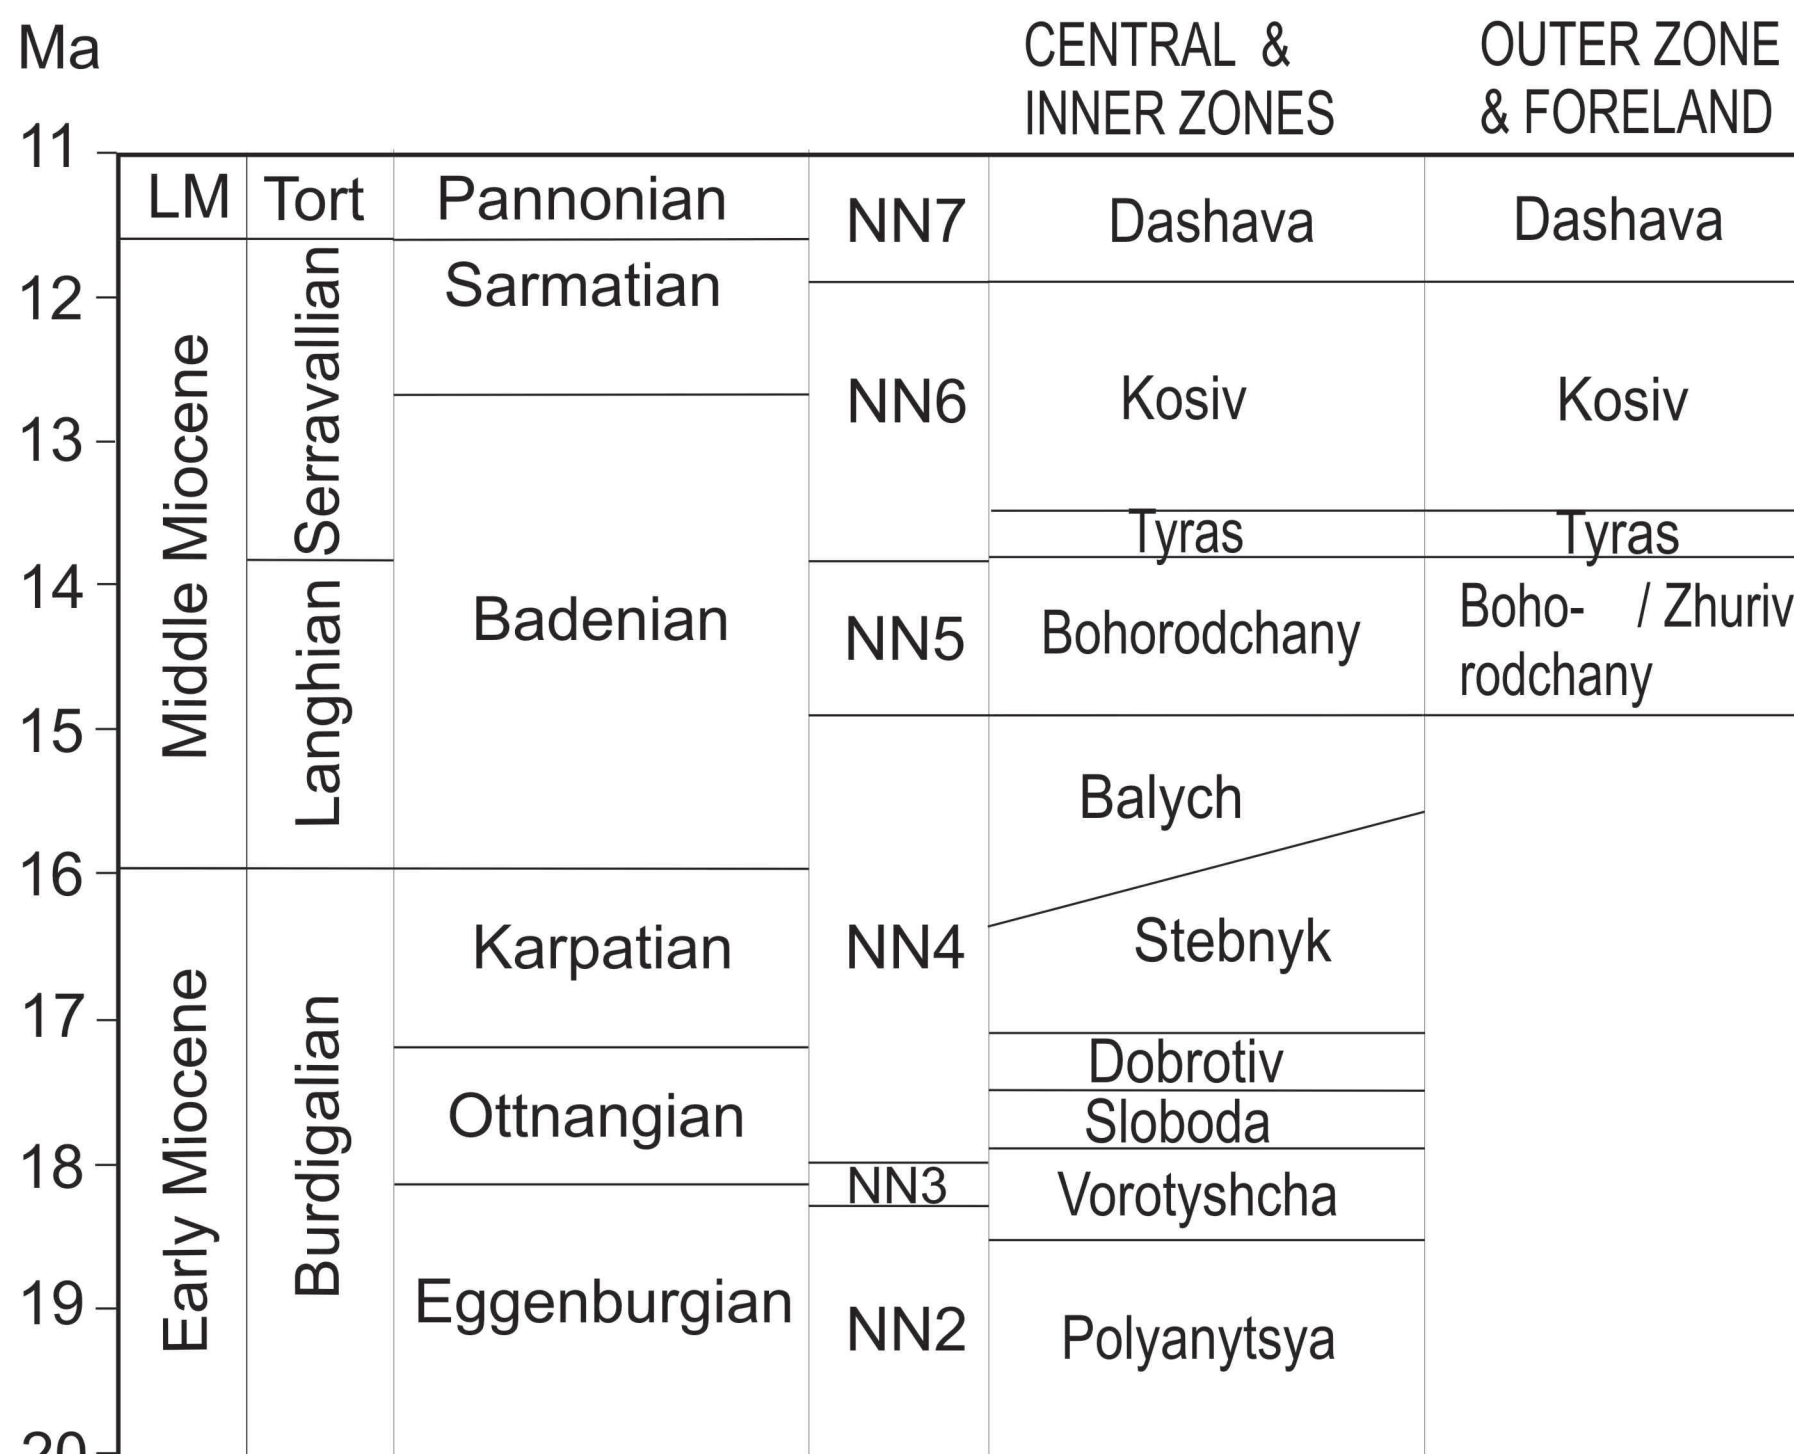 Ma
CENTRAL &
INNER ZONES
OUTER ZONE
& FORELAND
11
12
13
14
15
16
17
18
19
20
LM
Middle Miocene
Early Miocene
Tort
Serravallian
Langhian
Burdigalian
Pannonian
Sarmatian
Badenian
Karpatian
Ottnangian
Eggenburgian
NN7
NN6
NN5
NN4
NN3
NN2
Dashava
Kosiv
Tyras
Bohorodchany
Balych
Stebnyk
Dobrotiv
Sloboda
Vorotyshcha
Polyanytsya
Dashava
Kosiv
Tyras
Boho- / Zhuriv
rodchany